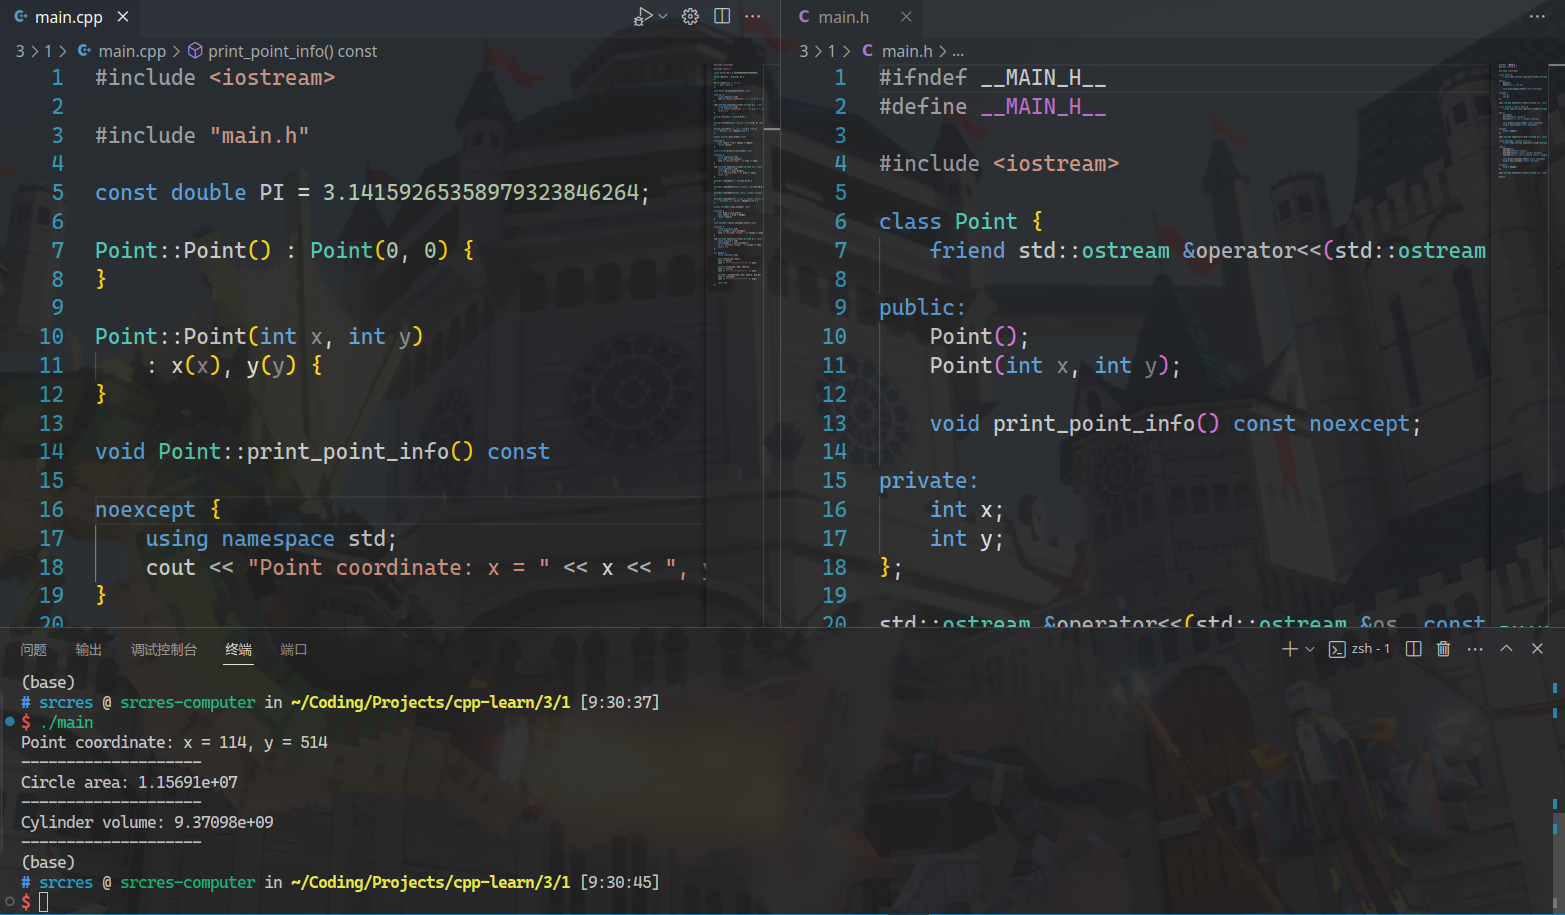 main.cpp
3 > 1 > main.cpp > print_point_info() const
1 #include <iostream>
2
3 #include "main.h"
4
5 const double PI = 3.141592653589793238462​64;
6
7 Point::Point() : Point(0, 0) {
8 }
9
10 Point::Point(int x, int y)
11 : x(x), y(y) {
12 }
13
14 void Point::print_point_info() const
15
16 noexcept {
17 using namespace std;
18 cout << "Point coordinate: x = " << x << ",
19 }
20
main.h
3 > 1 > main.h > ...
1 #ifndef __MAIN_H__
2 #define __MAIN_H__
3
4 #include <iostream>
5
6 class Point {
7 friend std::ostream &operator<<(std::ostream
8
9 public:
10 Point();
11 Point(int x, int y);
12
13 void print_point_info() const noexcept;
14
15 private:
16 int x;
17 int y;
18 };
19
20 std::ostream &operator<<(std::ostream &os, const
问题 输出 调试控制台 终端 端口
zsh - 1
(base)
# srcres @ srcres-computer in ~/Coding/Projects/cpp-learn/3/1 [9:30:37]
$ ./main
Point coordinate: x = 114, y = 514
--------------------
Circle area: 1.15691e+07
--------------------
Cylinder volume: 9.37098e+09
--------------------
(base)
# srcres @ srcres-computer in ~/Coding/Projects/cpp-learn/3/1 [9:30:45]
$